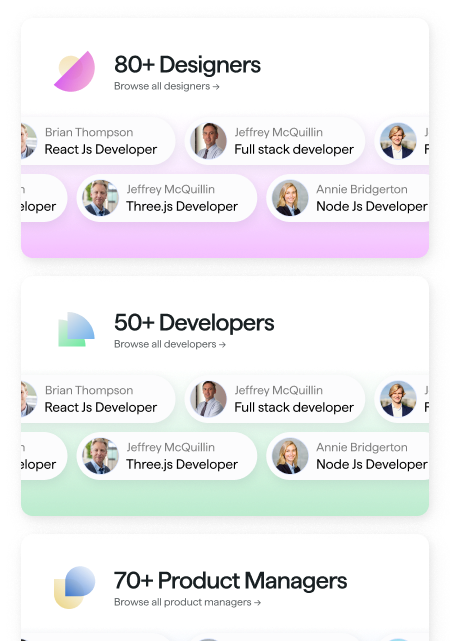 80+ Designers
Browse all designers →
Brian Thompson
React Js Developer
Jeffrey McQuillin
Full stack developer
Jeffrey McQuillin
Three.js Developer
Annie Bridgerton
Node Js Developer
50+ Developers
Browse all developers →
Brian Thompson
React Js Developer
Jeffrey McQuillin
Full stack developer
Jeffrey McQuillin
Three.js Developer
Annie Bridgerton
Node Js Developer
70+ Product Managers
Browse all product managers →